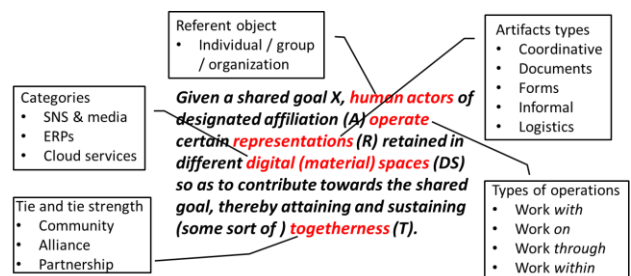 Referent object
• Individual / group
/ organization
Artifacts types
• Coordinative
• Documents
• Forms
• Informal
• Logistics
Categories
• SNS & media
• ERPs
• Cloud services
Given a shared goal X, human actors of
designated affiliation (A) operate
certain representations (R) retained in
different digital (material) spaces (DS)
so as to contribute towards the shared
goal, thereby attaining and sustaining
(some sort of ) togetherness (T).
Tie and tie strength
• Community
• Alliance
• Partnership
Types of operations
• Work with
• Work on
• Work through
• Work within